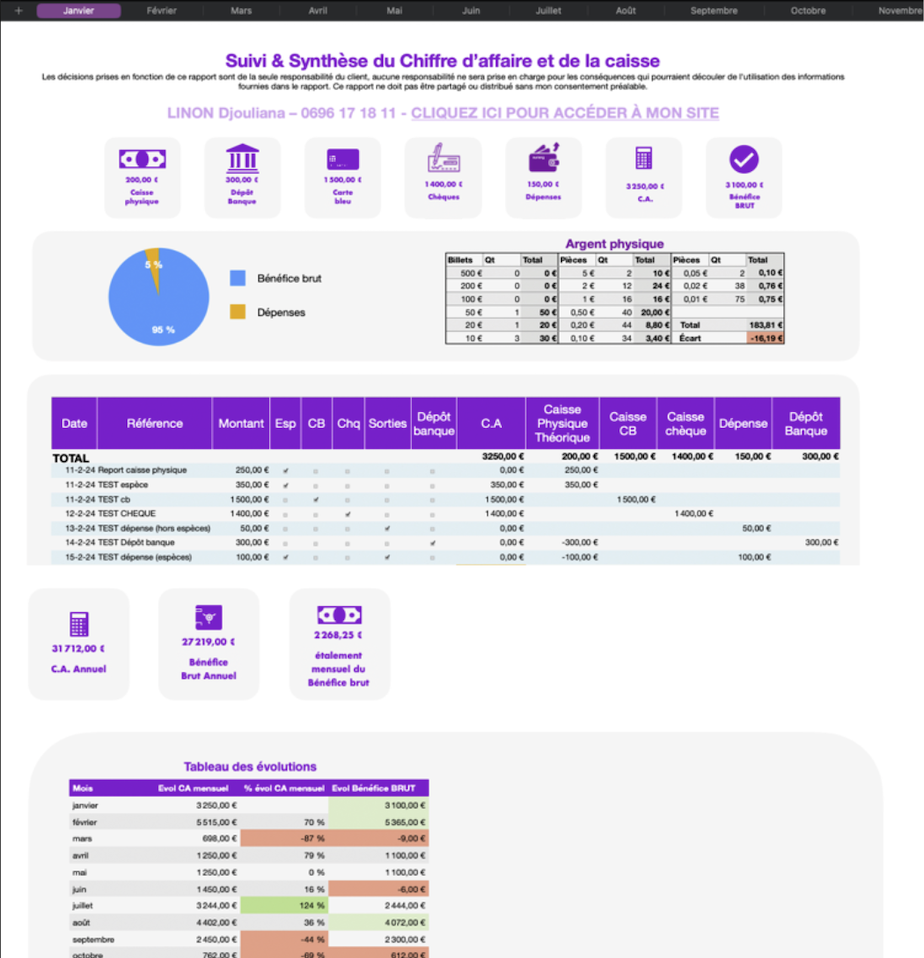 + Janvier Février Mars Avril Mai Juin Juillet Août Septembre Octobre Novembre
Suivi & Synthèse du Chiffre d'affaire et de la caisse
Les décisions prises en fonction de ce rapport sont de la seule responsabilité du client, aucune responsabilité ne sera prise en charge pour les conséquences qui pourraient découler de l'utilisation des informations
fournies dans le rapport. Ce rapport ne doit pas être partagé ou distribué sans mon consentement préalable.
LINON Djouliana – 0696 17 18 11 - CLIQUEZ ICI POUR ACCÉDER À MON SITE
200,00 €
Caisse
physique
300,00 €
Dépôt
Banque
1 500,00 €
Carte
bleu
1 400,00 €
Chèques
150,00 €
Dépenses
3 250,00 €
C.A.
3 100,00 €
Bénéfice
BRUT
5 %
95 %
Bénéfice brut
Dépenses
Argent physique
Billets Qt Total Pièces Qt Total Pièces Qt Total
500 € 0 0 € 5 € 2 10 € 0,05 € 2 0,10 €
200 € 0 0 € 2 € 12 24 € 0,02 € 38 0,76 €
100 € 0 0 € 1 € 16 16 € 0,01 € 75 0,75 €
50 € 1 50 € 0,50 € 40 20,00 €
20 € 1 20 € 0,20 € 44 8,80 € Total 183,81 €
10 € 3 30 € 0,10 € 34 3,40 € Écart -16,19 €
Date Référence Montant Esp CB Chq Sorties Dépôt banque C.A Caisse Physique Théorique Caisse CB Caisse chèque Dépense Dépôt Banque
TOTAL 3250,00 € 200,00 € 1500,00 € 1400,00 € 150,00 € 300,00 €
11-2-24 Report caisse physique 250,00 € 0,00 € 250,00 €
11-2-24 TEST espèce 350,00 € 350,00 € 350,00 €
11-2-24 TEST cb 1 500,00 € 1 500,00 € 1 500,00 €
12-2-24 TEST CHEQUE 1 400,00 € 1 400,00 € 1 400,00 €
13-2-24 TEST dépense (hors espèces) 50,00 € 0,00 € 50,00 €
14-2-24 TEST Dépôt banque 300,00 € 0,00 € -300,00 € 300,00 €
15-2-24 TEST dépense (espèces) 100,00 € 0,00 € -100,00 € 100,00 €
31 712,00 €
C.A. Annuel
27 219,00 €
Bénéfice
Brut Annuel
2 268,25 €
étalement
mensuel du
Bénéfice brut
Tableau des évolutions
Mois Evol CA mensuel % évol CA mensuel Evol Bénéfice BRUT
janvier 3 250,00 € 3 100,00 €
février 5 515,00 € 70 % 5 365,00 €
mars 698,00 € -87 % -9,00 €
avril 1 250,00 € 79 % 1 100,00 €
mai 1 250,00 € 0 % 1 100,00 €
juin 1 450,00 € 16 % -6,00 €
juillet 3 244,00 € 124 % 2 444,00 €
août 4 402,00 € 36 % 4 072,00 €
septembre 2 450,00 € -44 % 2 300,00 €
octobre 762,00 € -69 % 612,00 €